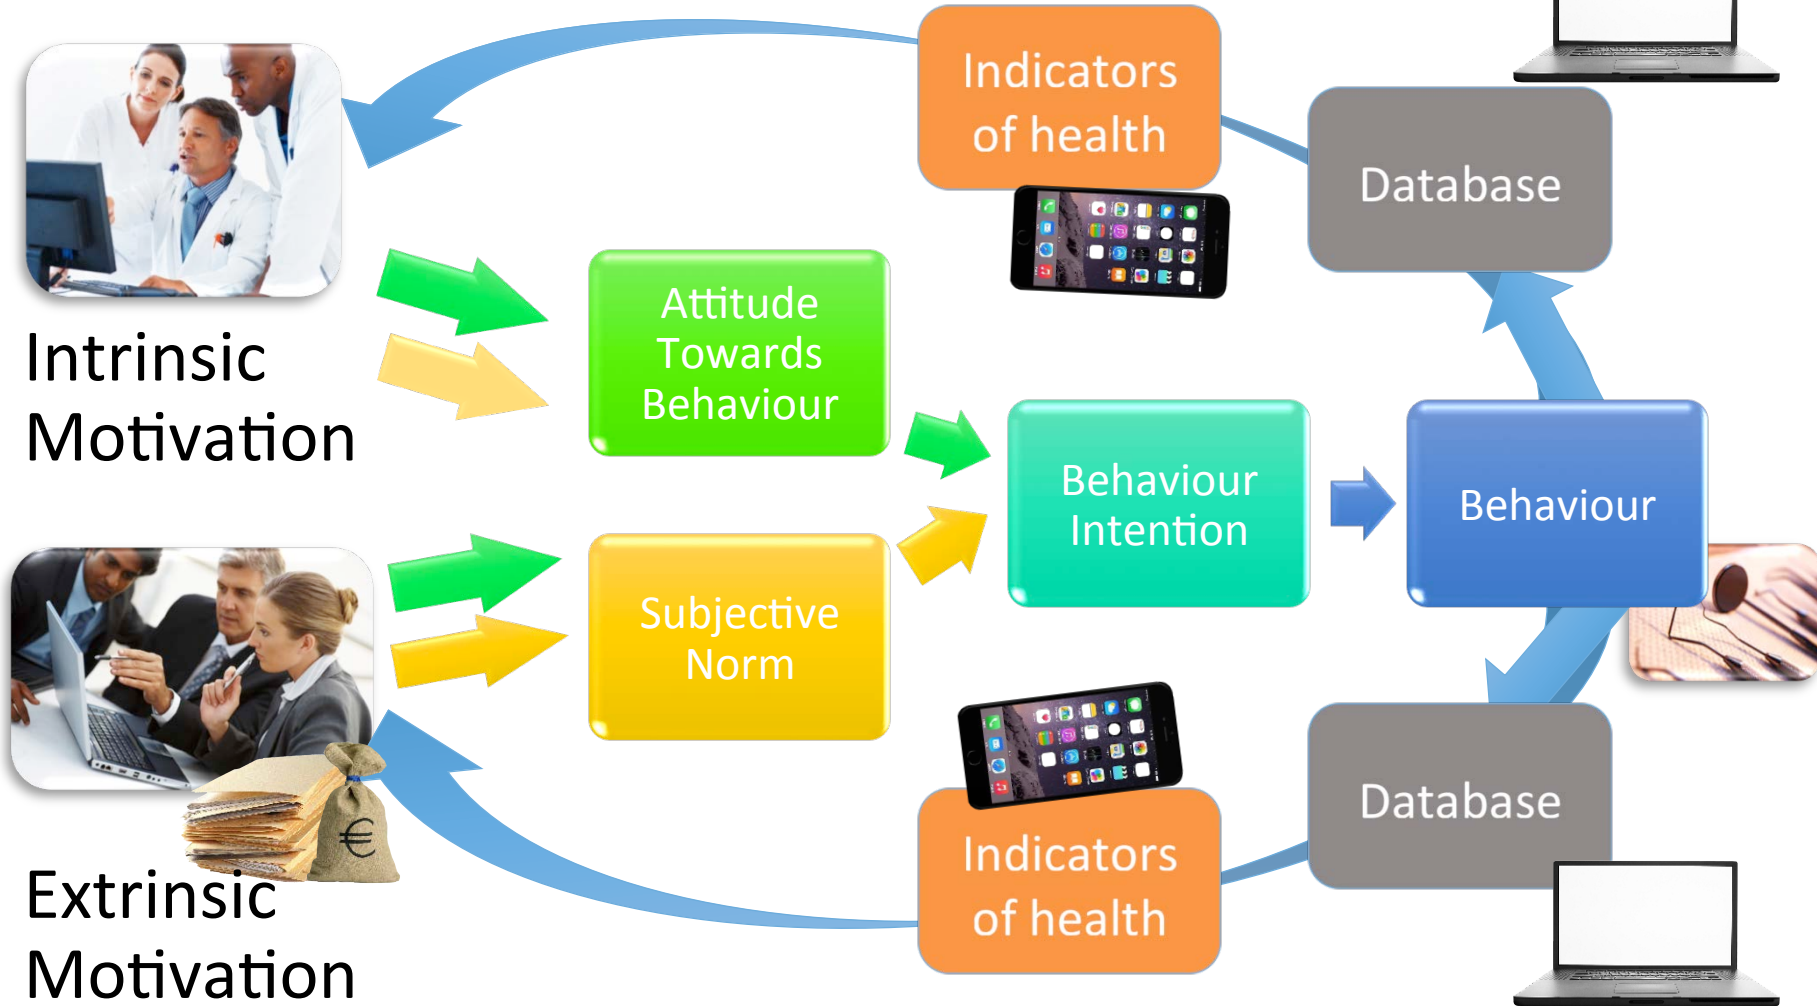 Indicators
of health
Database
Intrinsic
Motivation
Attitude
Towards
Behaviour
Behaviour
Intention
Behaviour
Subjective
Norm
€
Extrinsic
Motivation
Indicators
of health
Database